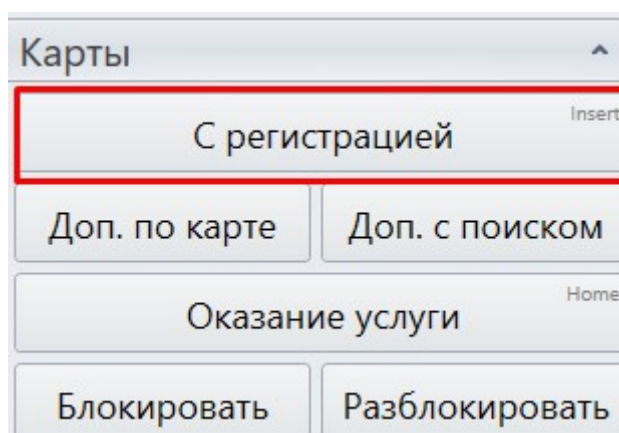 Карты
С регистрацией
Insert
Доп. по карте
Доп. с поиском
Оказание услуги
Home
Блокировать
Разблокировать